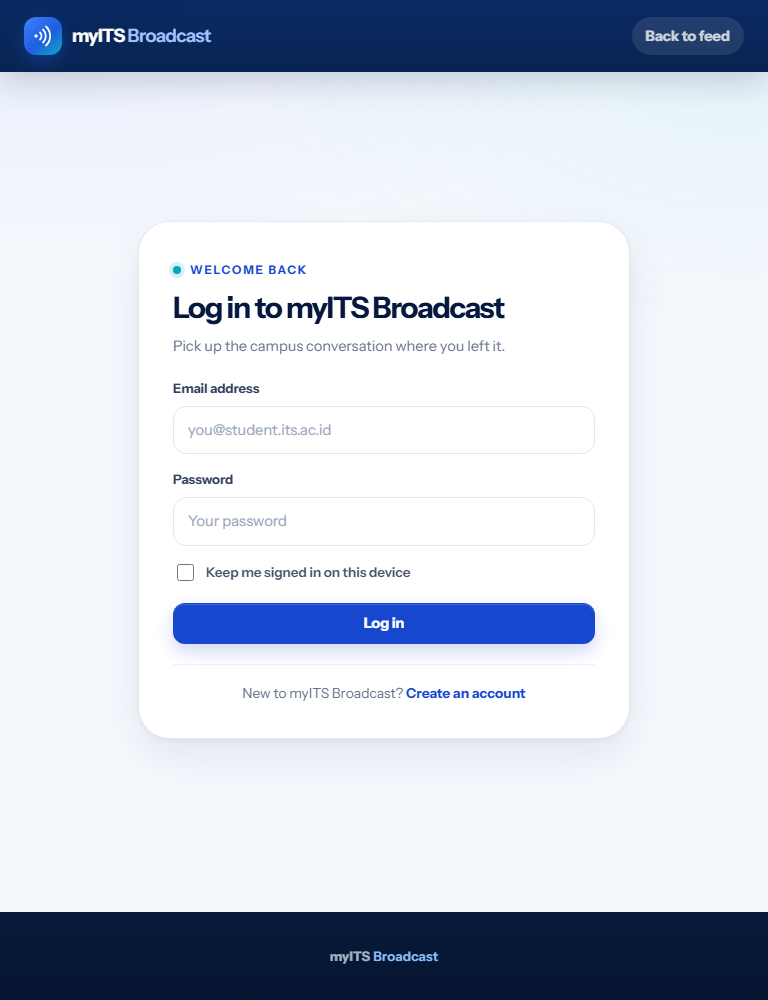 myITS Broadcast
Back to feed
WELCOME BACK
Log in to myITS Broadcast
Pick up the campus conversation where you left it.
Email address
you@student.its.ac.id
Password
Your password
Keep me signed in on this device
Log in
New to myITS Broadcast? Create an account
myITS Broadcast